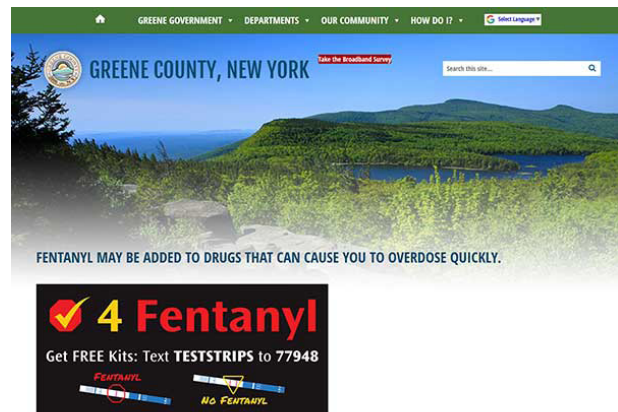 GREENE GOVERNMENT DEPARTMENTS OUR COMMUNITY HOW DO I? G Select Language
GREENE COUNTY, NEW YORK
Take the Broadband Survey
Search this site...
FENTANYL MAY BE ADDED TO DRUGS THAT CAN CAUSE YOU TO OVERDOSE QUICKLY.
4 Fentanyl
Get FREE Kits: Text TESTSTRIPS to 77948
FENTANYL
NO FENTANYL